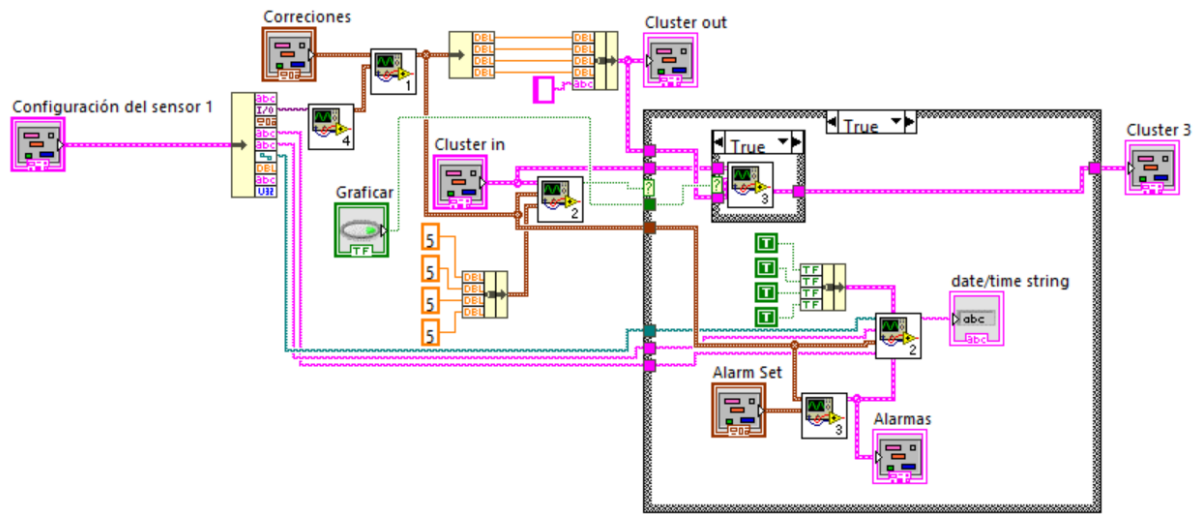 Correciones
Cluster out
DBL
DBL
DBL
DBL
DBL
DBL
DBL
DBL
abc
1
Configuración del sensor 1
abc
I/O
abc
abc
DBL
abc
U32
4
True
Cluster 3
Cluster in
True
3
Graficar
TF
2
5
5
5
5
DBL
DBL
DBL
DBL
T
T
T
T
TF
TF
TF
TF
date/time string
abc
abc
2
Alarm Set
3
Alarmas